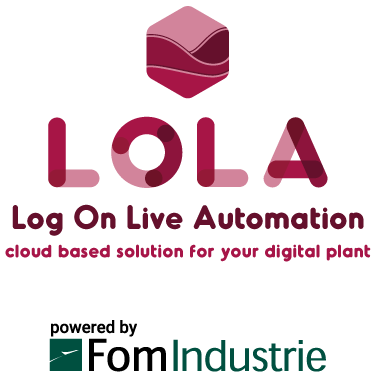 LOLA
Log On Live Automation
cloud based solution for your digital plant
powered by
FomIndustrie